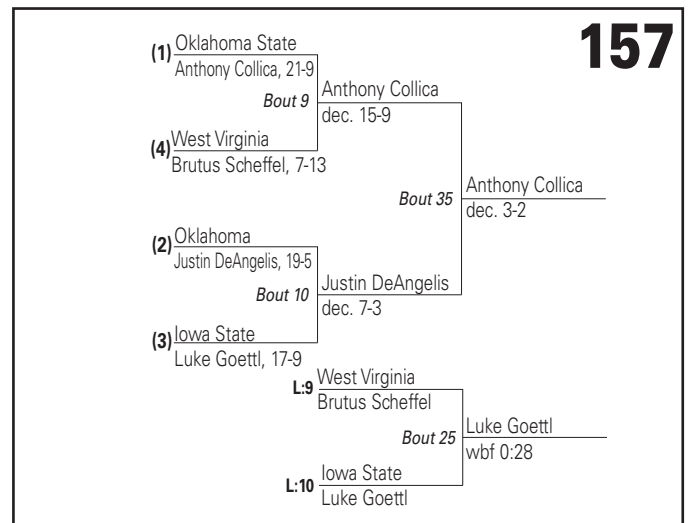 157
(1) Oklahoma State
Anthony Collica, 21-9
Bout 9
Anthony Collica
dec. 15-9
(4) West Virginia
Brutus Scheffel, 7-13
Bout 35
Anthony Collica
dec. 3-2
(2) Oklahoma
Justin DeAngelis, 19-5
Bout 10
Justin DeAngelis
dec. 7-3
(3) Iowa State
Luke Goettl, 17-9
L:9 West Virginia
Brutus Scheffel
Bout 25
Luke Goettl
wbf 0:28
L:10 Iowa State
Luke Goettl